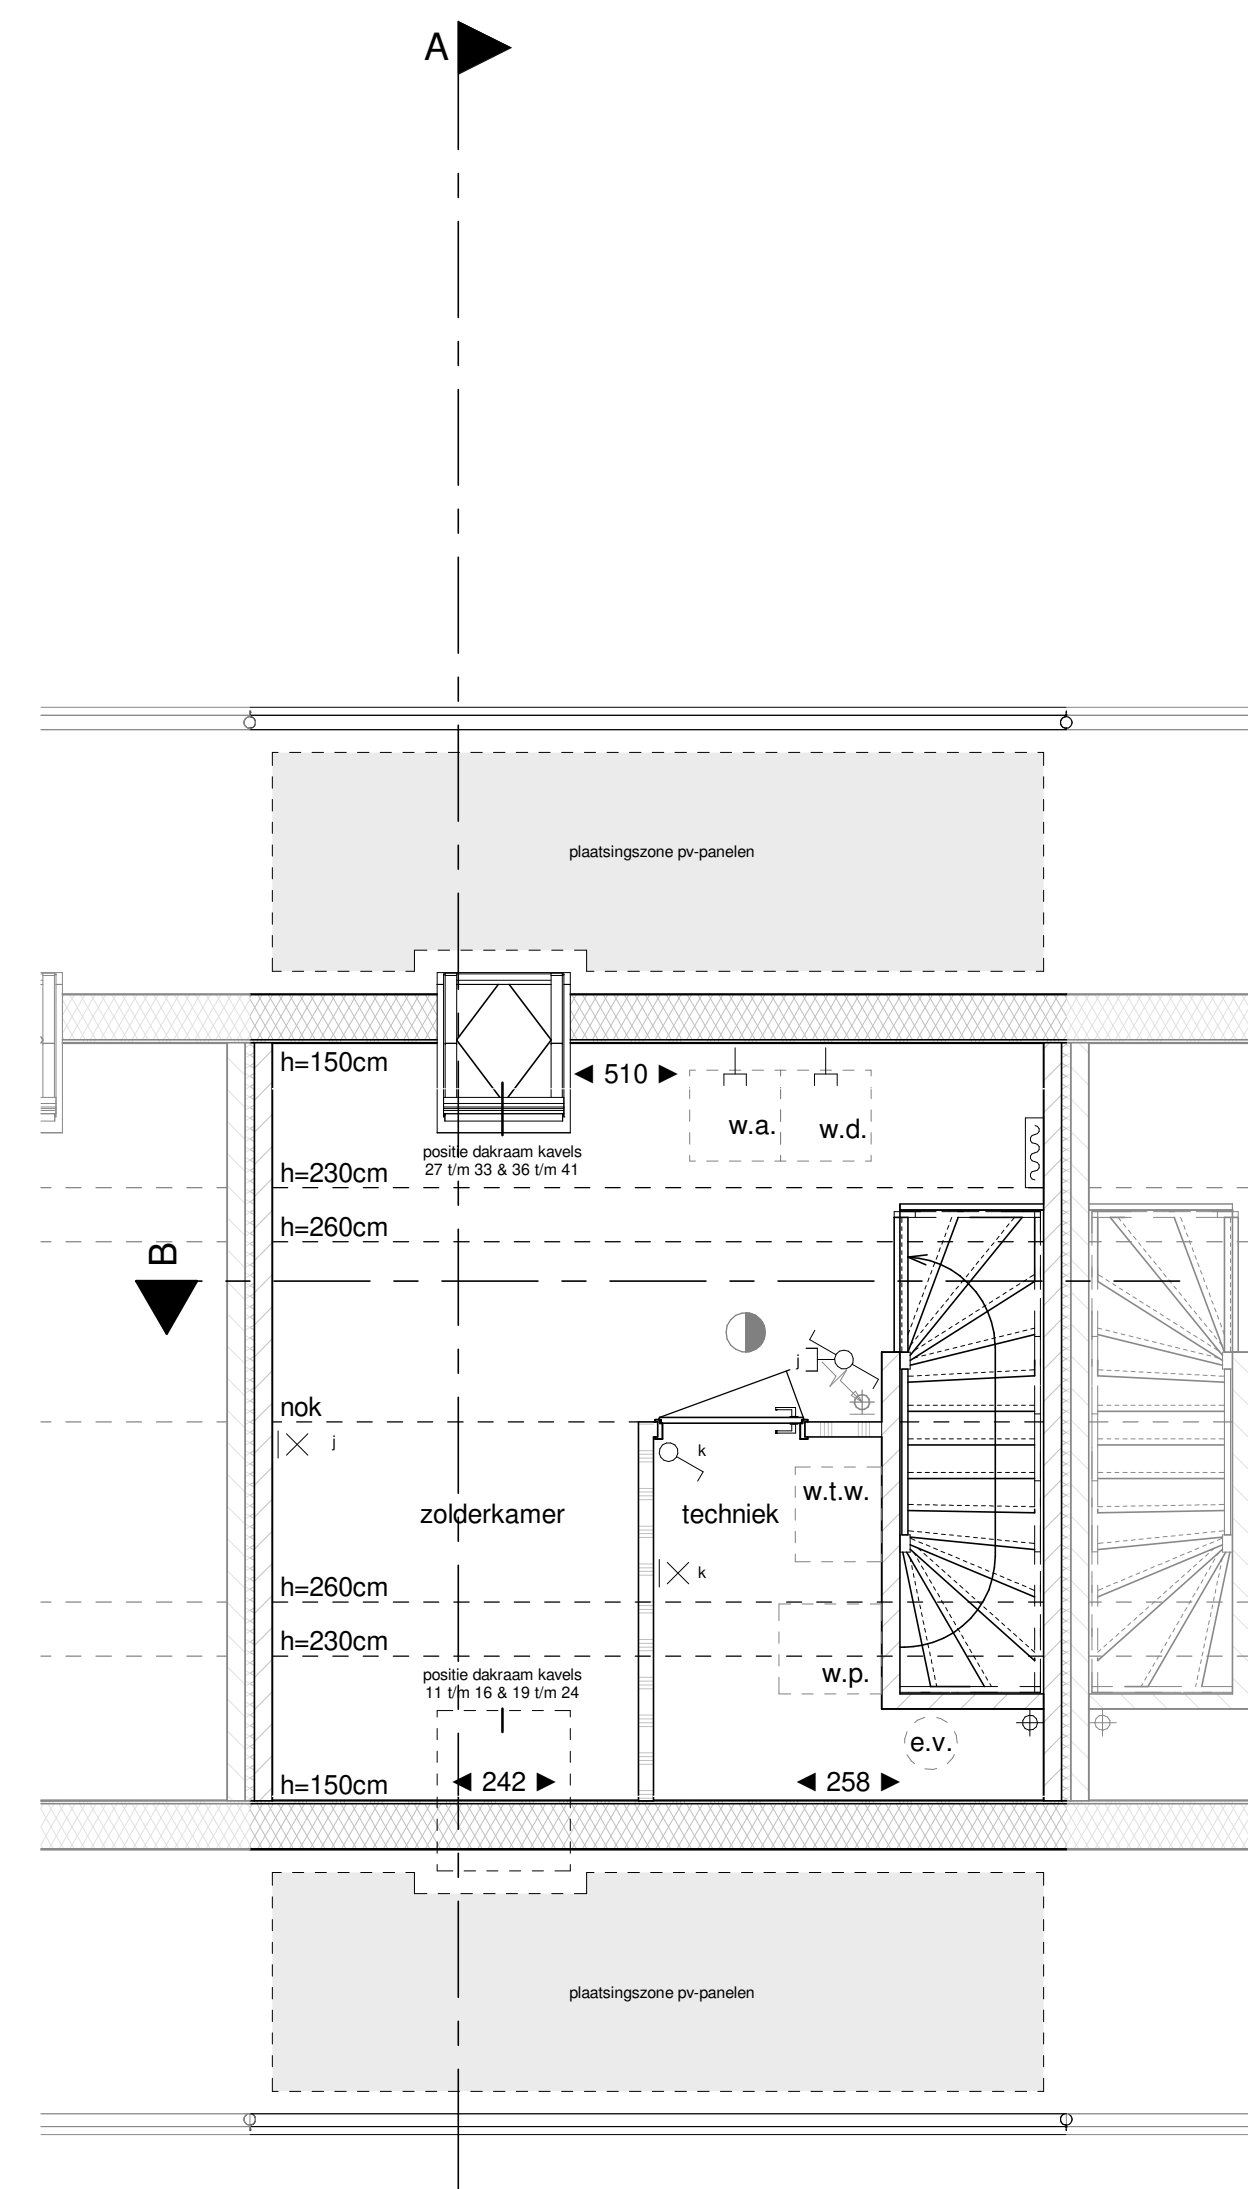 A
plaatsingszone pv-panelen
h=150cm
510
w.a.
w.d.
positie dakraam kavels
27 t/m 33 & 36 t/m 41
h=230cm
h=260cm
B
j
nok
j
k
w.t.w.
zolderkamer
techniek
k
h=260cm
h=230cm
w.p.
positie dakraam kavels
11 t/m 16 & 19 t/m 24
e.v.
h=150cm
242
258
plaatsingszone pv-panelen